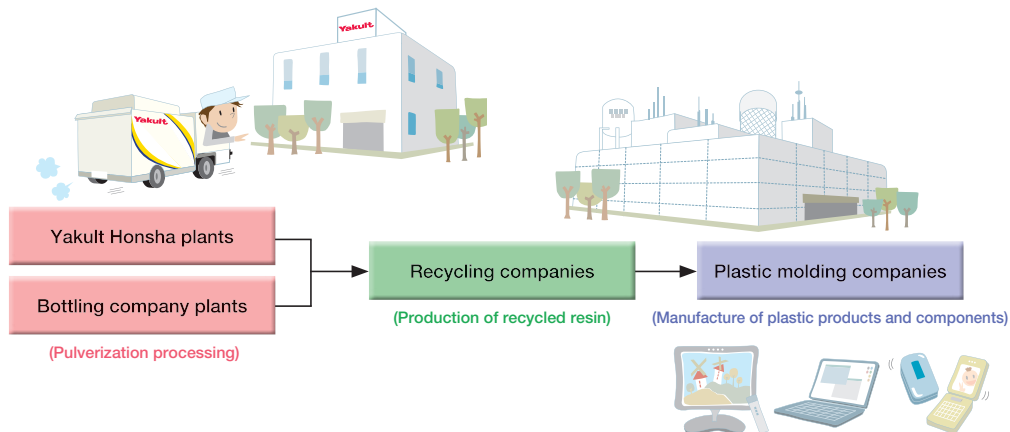 Yakult
Yakult
Yakult Honsha plants
Bottling company plants
(Pulverization processing)
Recycling companies
(Production of recycled resin)
Plastic molding companies
(Manufacture of plastic products and components)